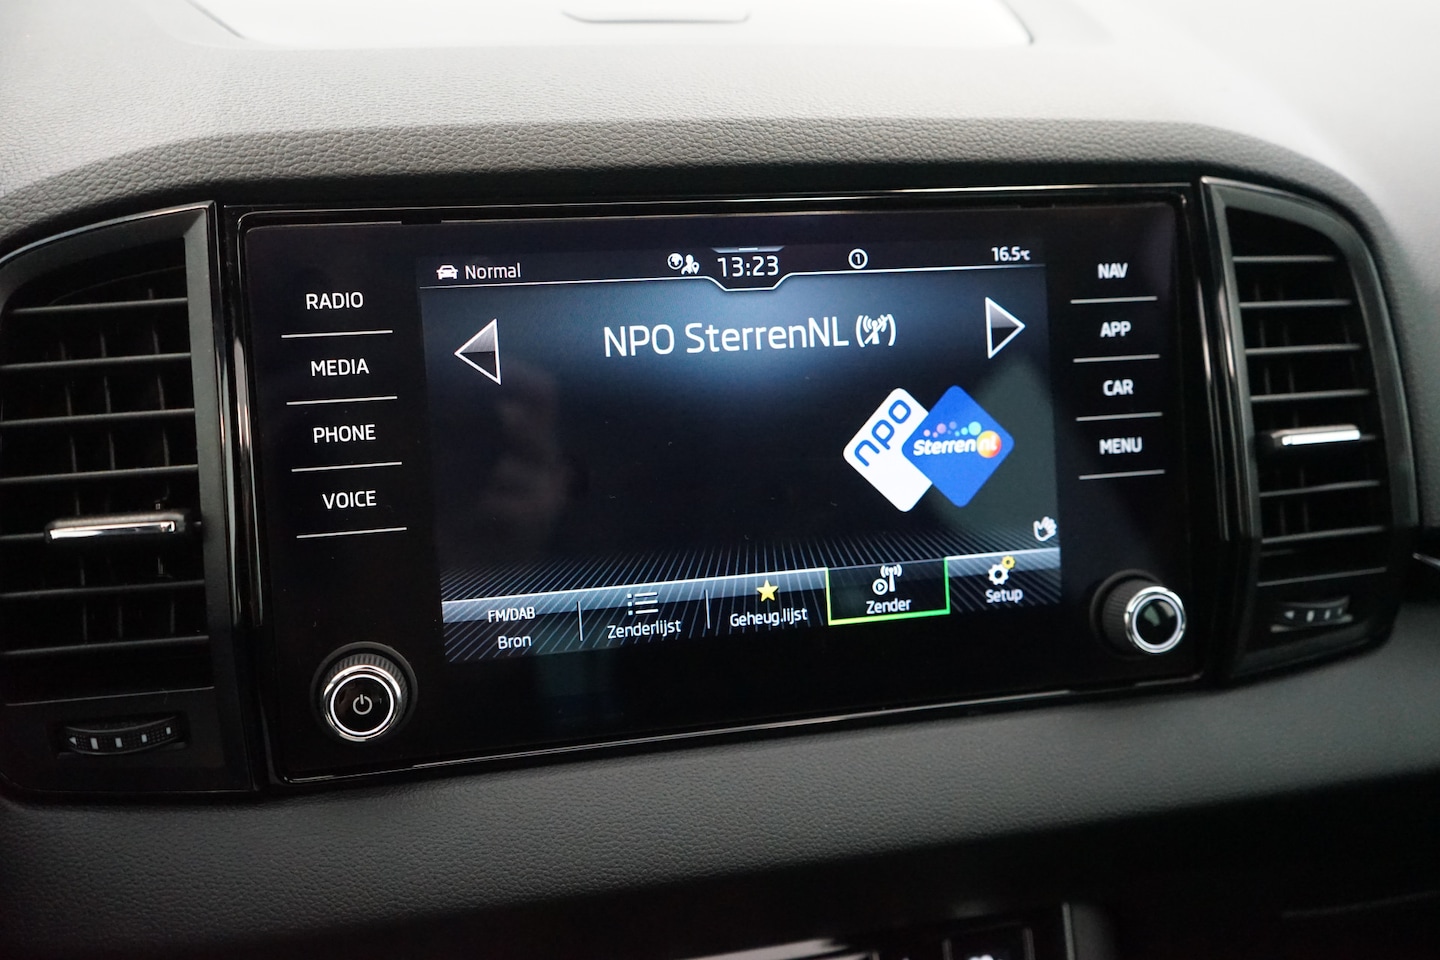 Normal
13:23
1
16.5°C
RADIO
MEDIA
PHONE
VOICE
NPO SterrenNL
npo
Sterren nl
NAV
APP
CAR
MENU
FM/DAB
Bron
Zenderlijst
Geheug.lijst
Zender
Setup